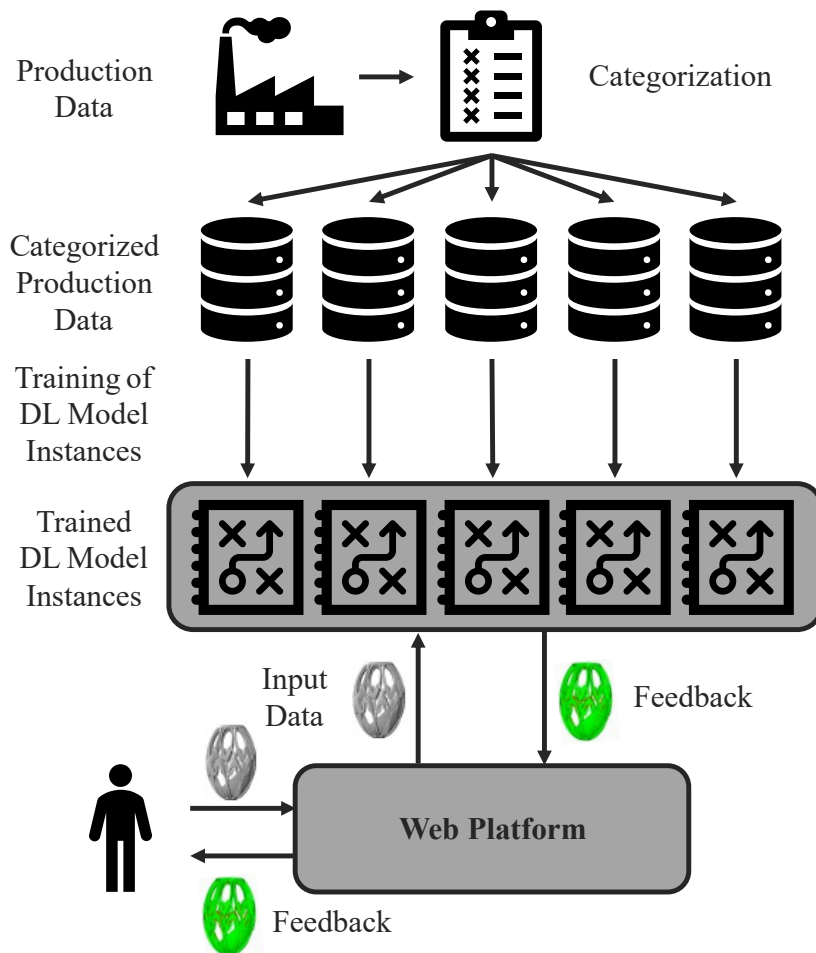 Production
Data
Categorization
Categorized
Production
Data
Training of
DL Model
Instances
Trained
DL Model
Instances
Input
Data
Feedback
Web Platform
Feedback